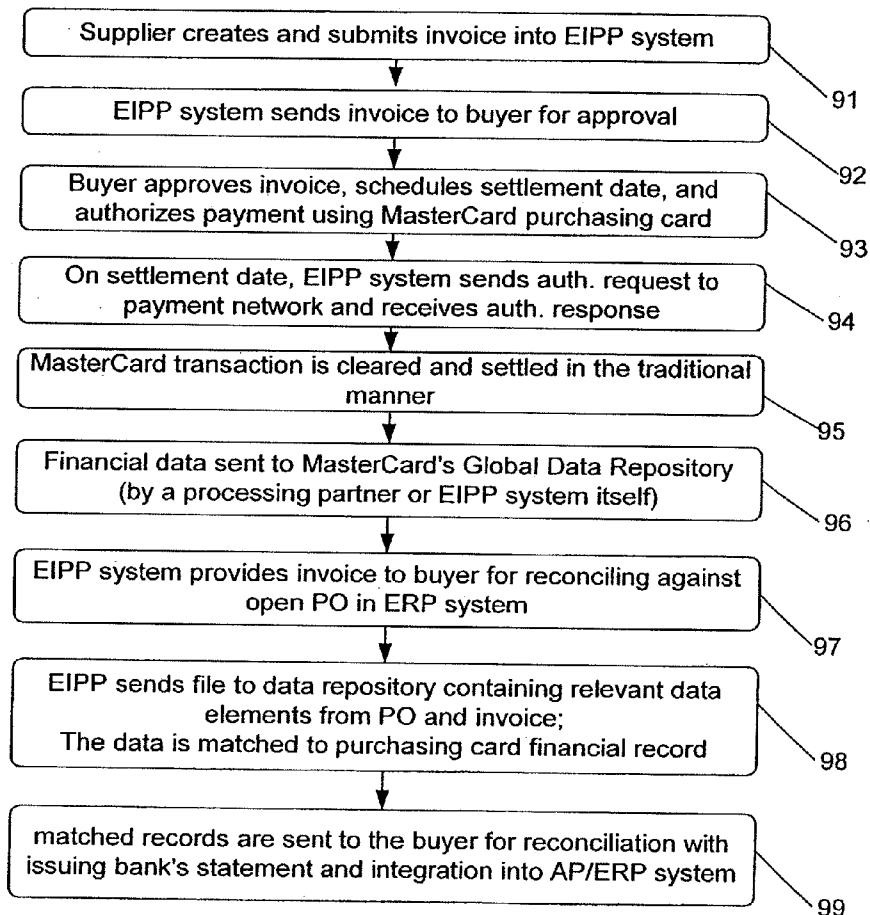 Supplier creates and submits invoice into EIPP system
91
EIPP system sends invoice to buyer for approval
92
Buyer approves invoice, schedules settlement date, and
authorizes payment using MasterCard purchasing card
93
On settlement date, EIPP system sends auth. request to
payment network and receives auth. response
94
MasterCard transaction is cleared and settled in the traditional
manner
95
Financial data sent to MasterCard's Global Data Repository
(by a processing partner or EIPP system itself)
96
EIPP system provides invoice to buyer for reconciling against
open PO in ERP system
97
EIPP sends file to data repository containing relevant data
elements from PO and invoice;
The data is matched to purchasing card financial record
98
matched records are sent to the buyer for reconciliation with
issuing bank's statement and integration into AP/ERP system
99